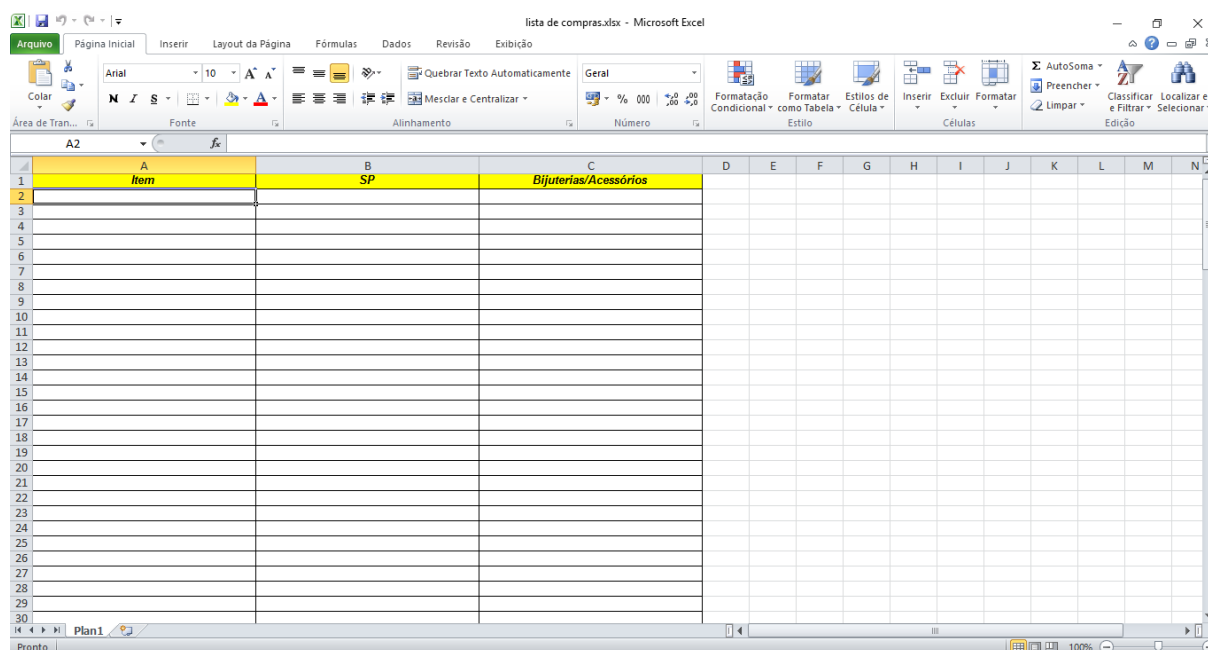 lista de compras.xlsx - Microsoft Excel
Arquivo Página Inicial Inserir Layout da Página Fórmulas Dados Revisão Exibição
Colar
Arial 10
Quebrar Texto Automaticamente
Geral
N I S
Mesclar e Centralizar
% 000
Formatação Condicional
Formatar como Tabela
Estilos de Célula
Inserir Excluir Formatar
Σ AutoSoma
Preencher
Limpar
Classificar e Filtrar
Localizar e Selecionar
Área de Tran... Fonte Alinhamento Número Estilo Células Edição
A2 fx
A B C D E F G H I J K L M N
1 Item SP Bijuterias/Acessórios
2
3
4
5
6
7
8
9
10
11
12
13
14
15
16
17
18
19
20
21
22
23
24
25
26
27
28
29
30
Plan1
Pronto 100%